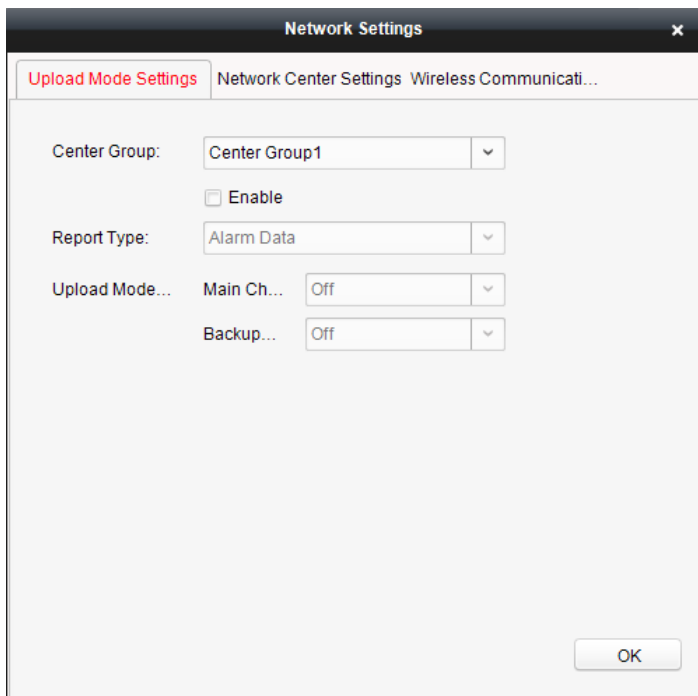 Network Settings
Upload Mode Settings Network Center Settings Wireless Communicati...
Center Group: Center Group1
Enable
Report Type: Alarm Data
Upload Mode... Main Ch... Off
Backup... Off
OK